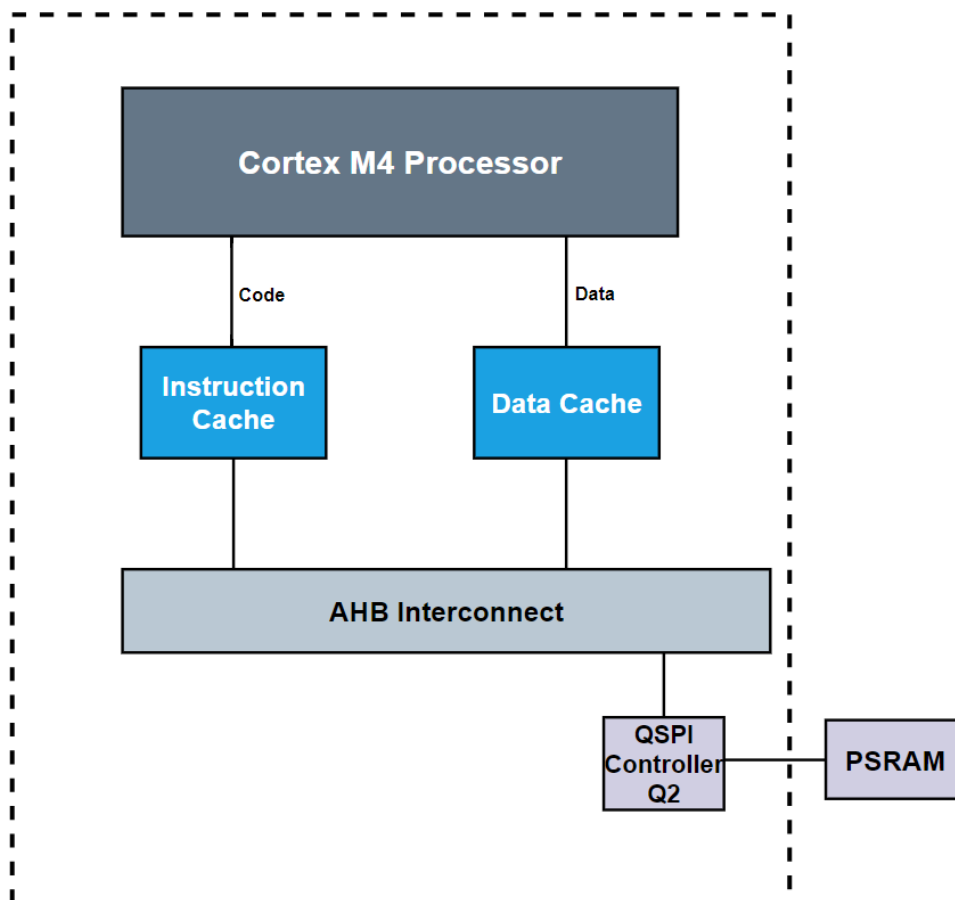 Cortex M4 Processor
Code
Data
Instruction
Cache
Data Cache
AHB Interconnect
QSPI
Controller
Q2
PSRAM